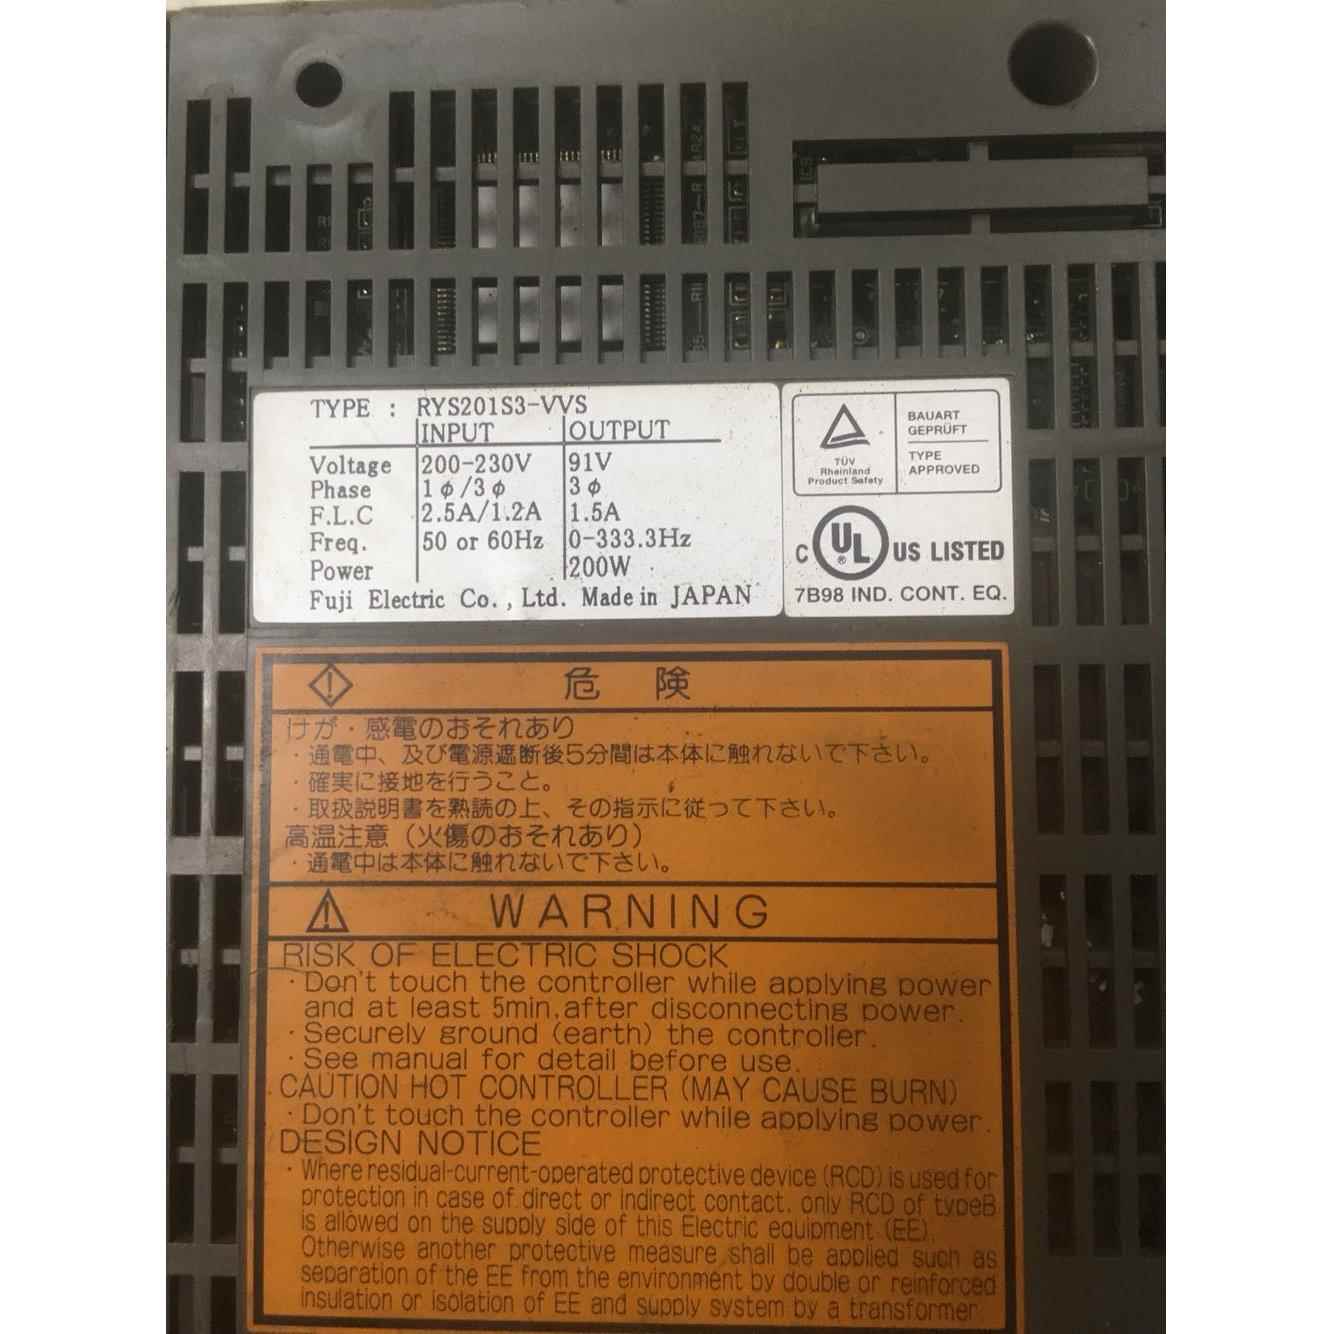 TYPE : RYS201S3-VVS
INPUT OUTPUT
Voltage 200-230V 91V
Phase 1φ/3φ 3φ
F.L.C 2.5A/1.2A 1.5A
Freq. 50 or 60Hz 0-333.3Hz
Power 200W
Fuji Electric Co., Ltd. Made in JAPAN
TÜV
Rheinland
Product Safety
BAUART
GEPRÜFT
TYPE
APPROVED
C UL ® US LISTED
7B98 IND. CONT. EQ.
危 険
けが・感電のおそれあり
・通電中、及び電源遮断後5分間は本体に触れないで下さい。
・確実に接地を行うこと。
・取扱説明書を熟読の上、その指示に従って下さい。
高温注意（火傷のおそれあり）
・通電中は本体に触れないで下さい。
WARNING
RISK OF ELECTRIC SHOCK
・Don't touch the controller while applying power
and at least 5min.after disconnecting power.
・Securely ground (earth) the controller.
・See manual for detail before use.
CAUTION HOT CONTROLLER (MAY CAUSE BURN)
・Don't touch the controller while applying power.
DESIGN NOTICE
・Where residual-current-operated protective device (RCD) is used for
protection in case of direct or indirect contact, only RCD of typeB
is allowed on the supply side of this Electric equipment (EE).
Otherwise another protective measure shall be applied such as
separation of the EE from the environment by double or reinforced
insulation or isolation of EE and supply system by a transformer.